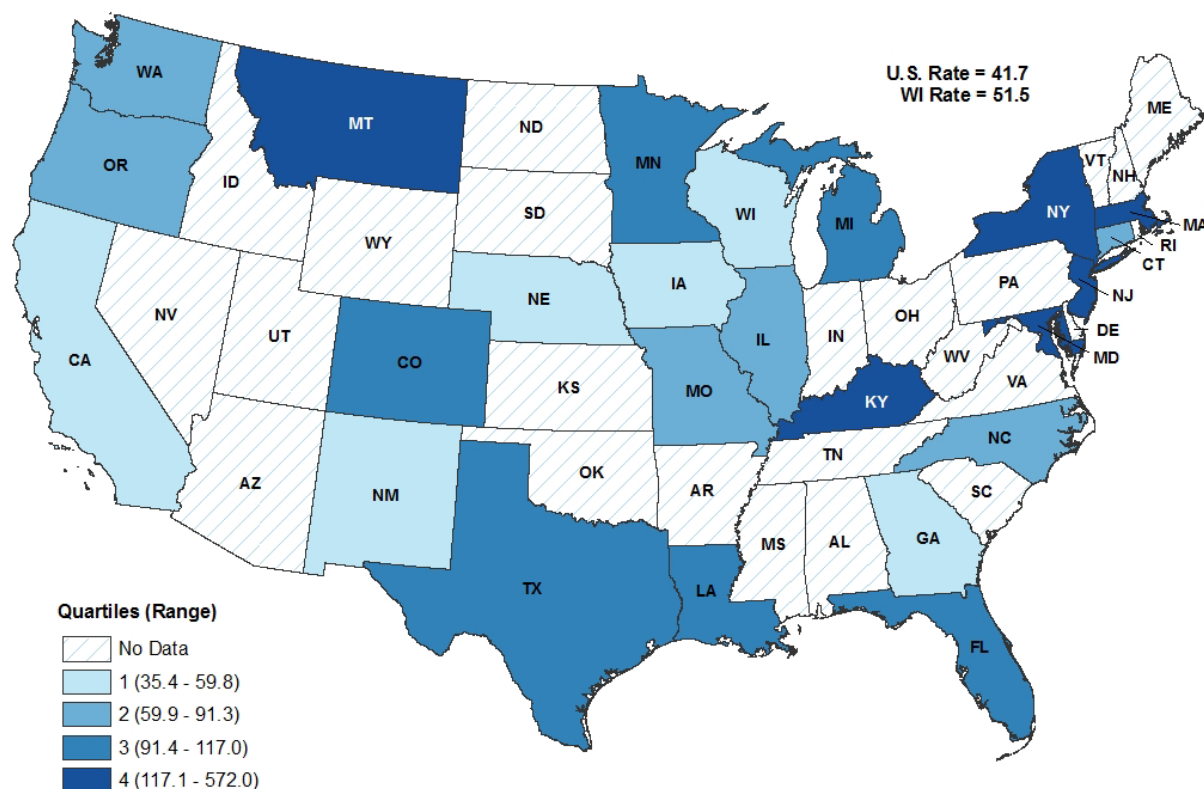 U.S. Rate = 41.7
WI Rate = 51.5
WA
MT
ND
MN
ME
OR
ID
SD
WI
MI
VT
NH
NY
MA
RI
CT
WY
IA
NE
PA
NJ
NV
UT
CO
IL
IN
OH
DE
MD
WV
VA
CA
KS
MO
KY
NC
TN
AZ
NM
OK
AR
SC
MS
AL
GA
TX
LA
FL
Quartiles (Range)
No Data
1 (35.4 - 59.8)
2 (59.9 - 91.3)
3 (91.4 - 117.0)
4 (117.1 - 572.0)